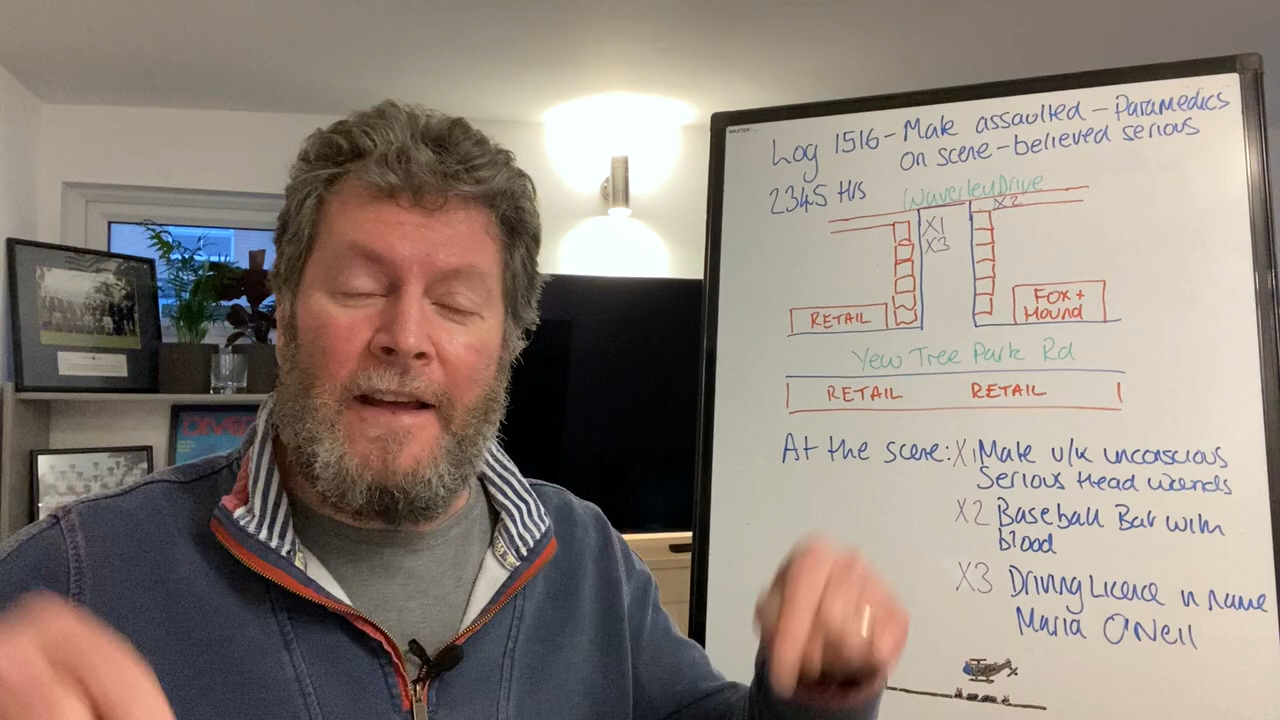 MASTER
Log 1516 - Male assaulted - Paramedics
on scene - believed serious
2345 Hrs
Waverley Drive
X2
X1
X3
RETAIL
FOX +
Hound
Yew Tree Park Rd
RETAIL RETAIL
At the scene: X1 Male u/k unconscious
Serious Head wounds
X2 Baseball Bat with
blood
X3 Driving Licence in name
Maria O'Neil